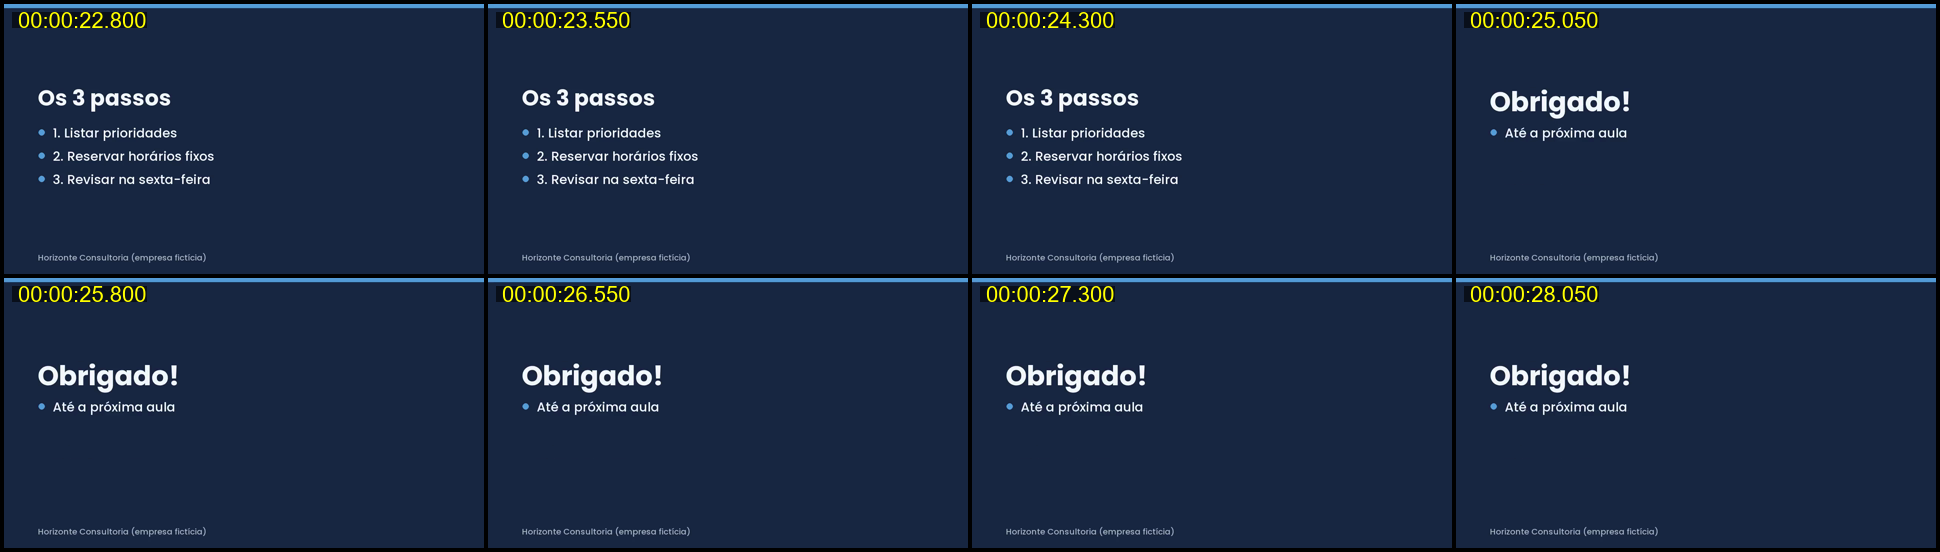 00:00:22.800
Os 3 passos
1. Listar prioridades
2. Reservar horários fixos
3. Revisar na sexta-feira
Horizonte Consultoria (empresa fictícia)
00:00:23.550
Os 3 passos
1. Listar prioridades
2. Reservar horários fixos
3. Revisar na sexta-feira
Horizonte Consultoria (empresa fictícia)
00:00:24.300
Os 3 passos
1. Listar prioridades
2. Reservar horários fixos
3. Revisar na sexta-feira
Horizonte Consultoria (empresa fictícia)
00:00:25.050
Obrigado!
Até a próxima aula
Horizonte Consultoria (empresa fictícia)
00:00:25.800
Obrigado!
Até a próxima aula
Horizonte Consultoria (empresa fictícia)
00:00:26.550
Obrigado!
Até a próxima aula
Horizonte Consultoria (empresa fictícia)
00:00:27.300
Obrigado!
Até a próxima aula
Horizonte Consultoria (empresa fictícia)
00:00:28.050
Obrigado!
Até a próxima aula
Horizonte Consultoria (empresa fictícia)